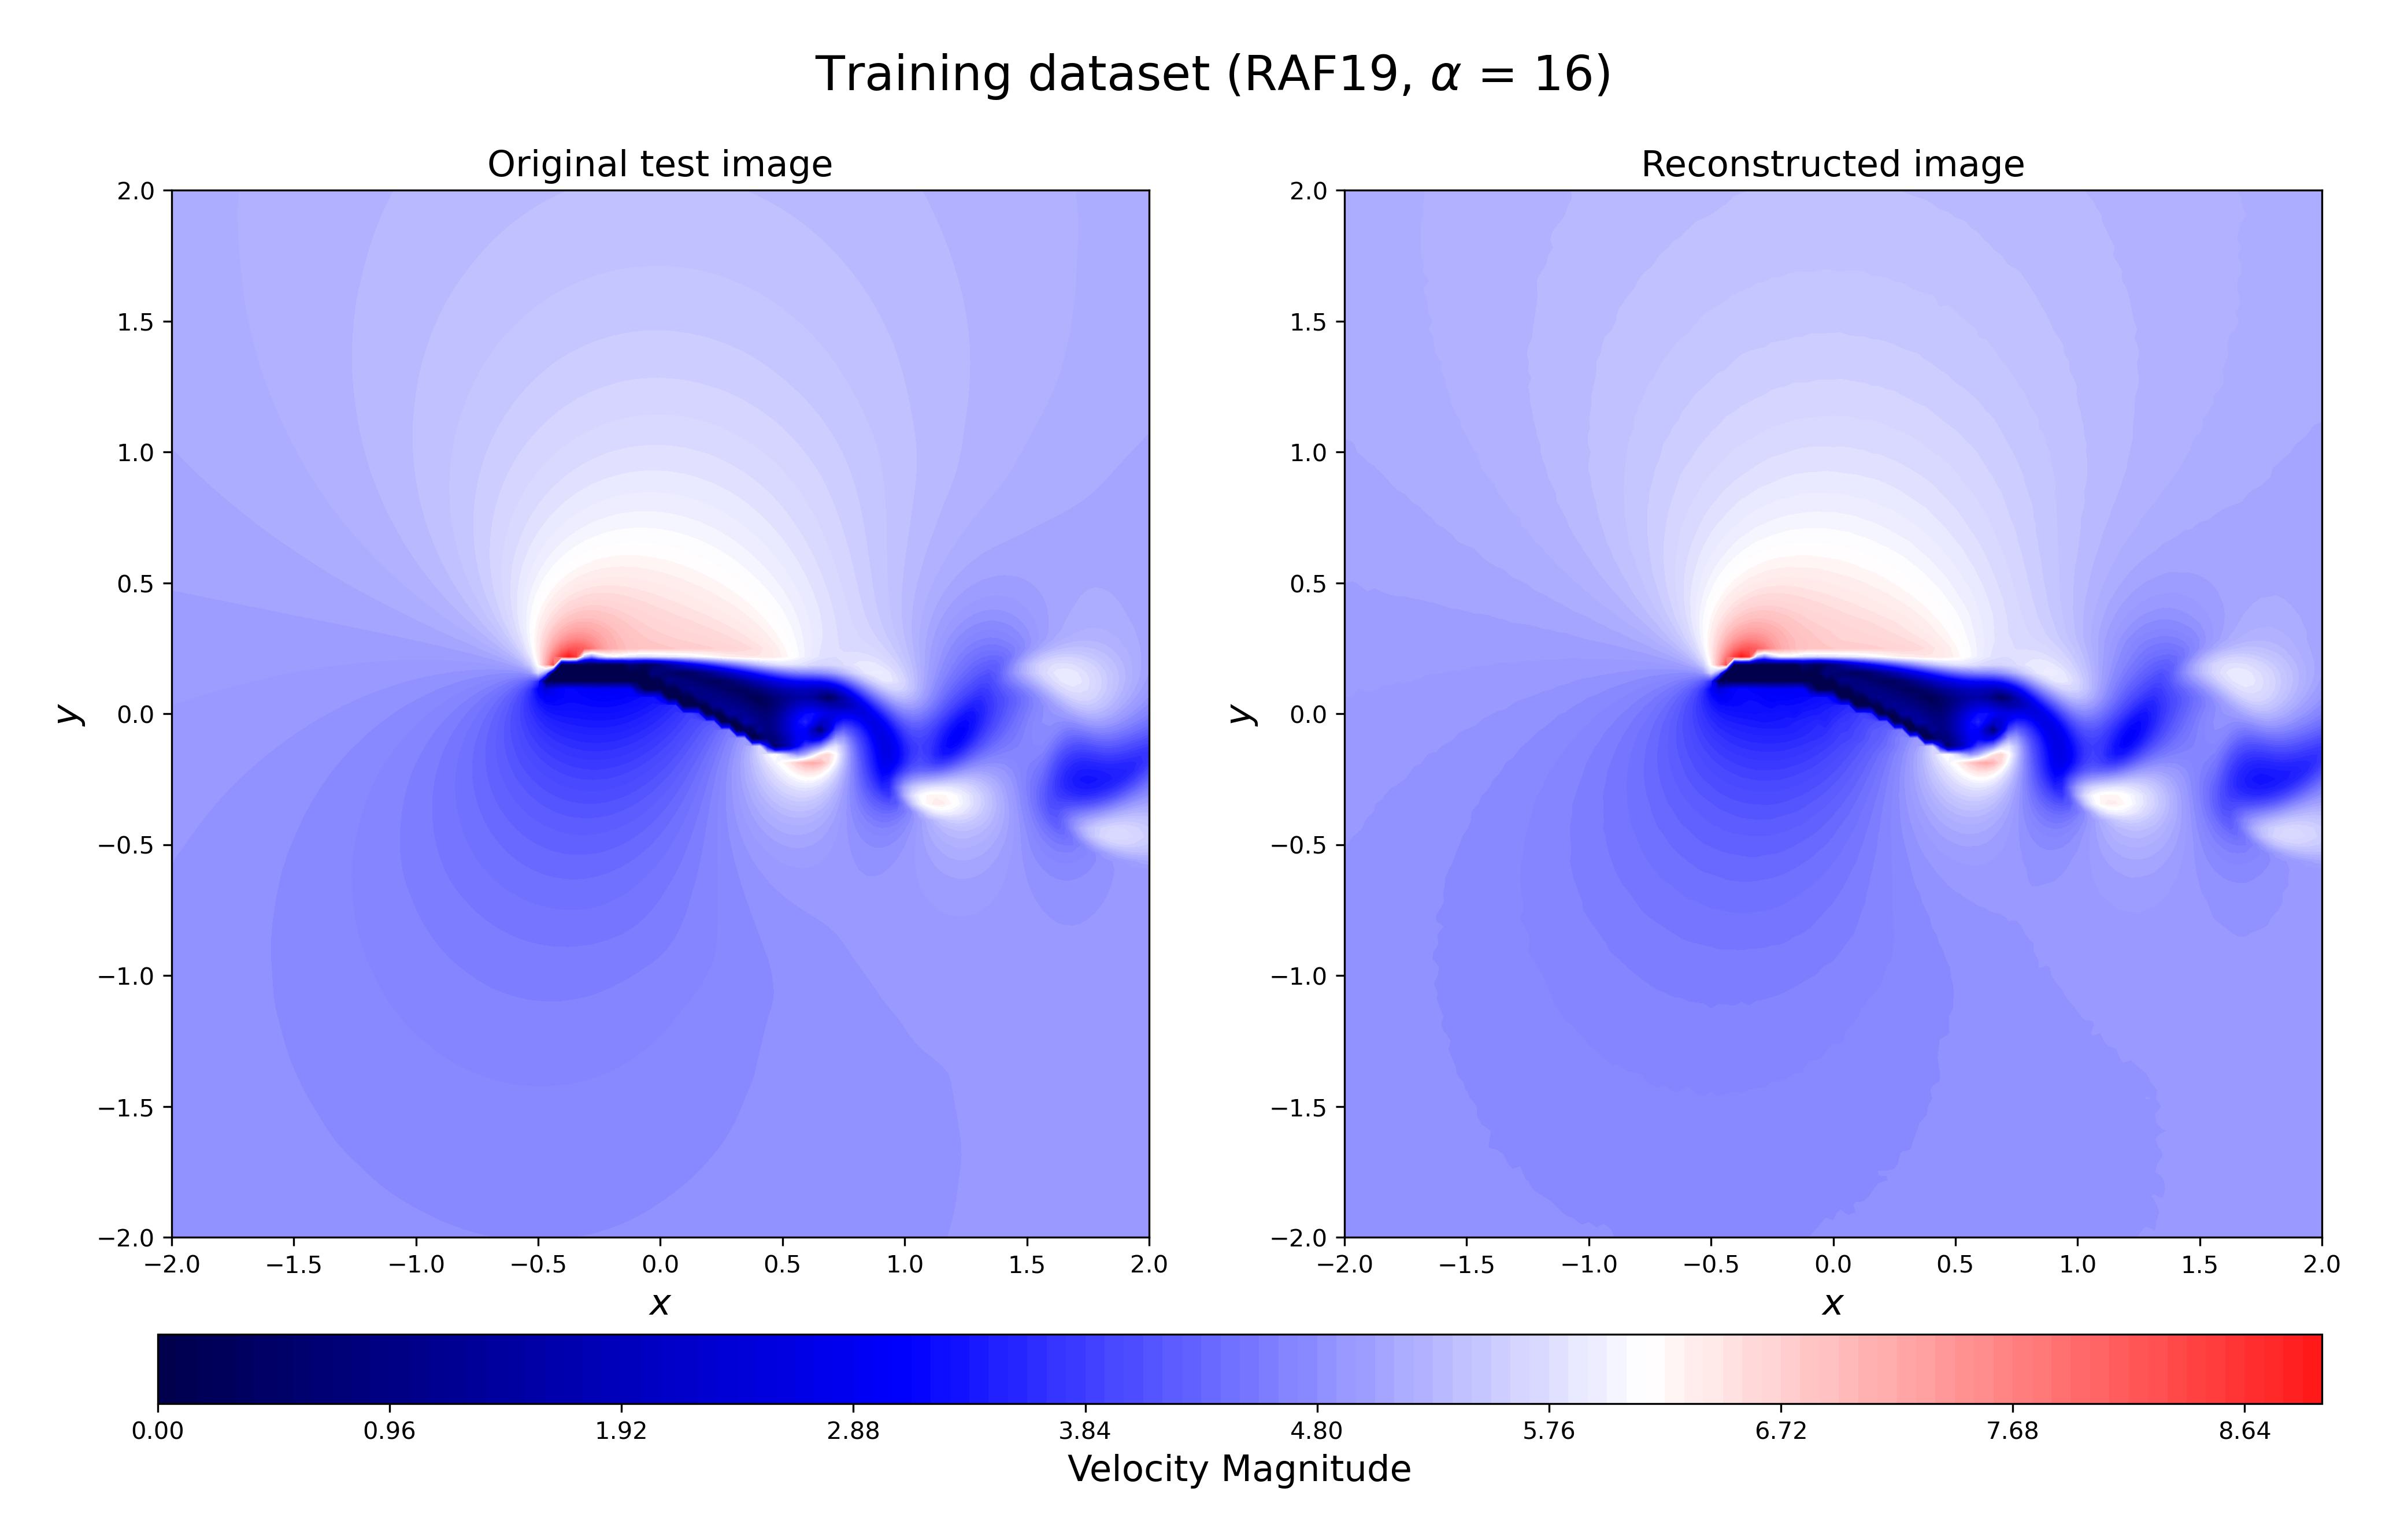 Training dataset (RAF19, α = 16)
Original test image
Reconstructed image
2.0
1.5
1.0
0.5
0.0
−0.5
−1.0
−1.5
−2.0
y
−2.0 −1.5 −1.0 −0.5 0.0 0.5 1.0 1.5 2.0
x
2.0
1.5
1.0
0.5
0.0
−0.5
−1.0
−1.5
−2.0
y
−2.0 −1.5 −1.0 −0.5 0.0 0.5 1.0 1.5 2.0
x
0.00 0.96 1.92 2.88 3.84 4.80 5.76 6.72 7.68 8.64
Velocity Magnitude